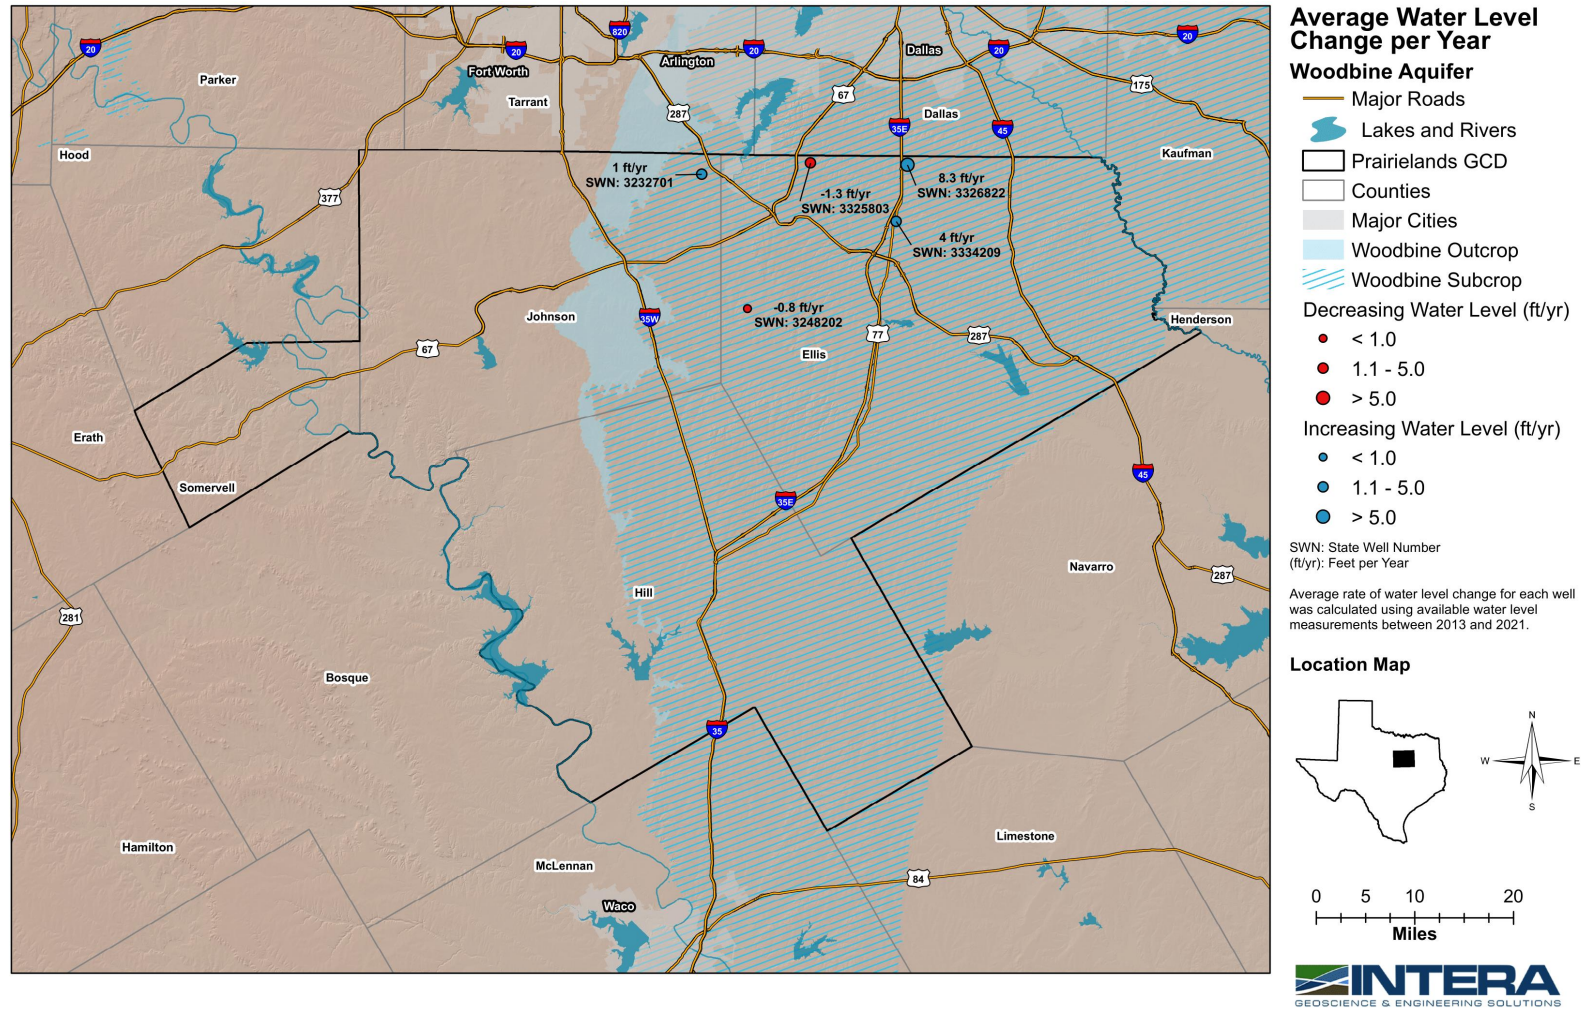 Average Water Level
Change per Year
Woodbine Aquifer
Major Roads
Lakes and Rivers
Prairielands GCD
Counties
Major Cities
Woodbine Outcrop
Woodbine Subcrop
Decreasing Water Level (ft/yr)
< 1.0
1.1 - 5.0
> 5.0
Increasing Water Level (ft/yr)
< 1.0
1.1 - 5.0
> 5.0
SWN: State Well Number
(ft/yr): Feet per Year
Average rate of water level change for each well
was calculated using available water level
measurements between 2013 and 2021.
Location Map
N
W
E
S
0 5 10 20
Miles
INTERA
GEOSCIENCE & ENGINEERING SOLUTIONS
820
20
20
20
20
20
Dallas
Arlington
Fort Worth
Parker
Tarrant
67
175
287
Dallas
35E
45
Hood
Kaufman
1 ft/yr
SWN: 3232701
8.3 ft/yr
SWN: 3326822
-1.3 ft/yr
SWN: 3325803
377
4 ft/yr
SWN: 3334209
-0.8 ft/yr
SWN: 3248202
Johnson
35W
Henderson
77
287
67
Ellis
Erath
45
Somervell
35E
Navarro
287
Hill
281
Bosque
35
Limestone
Hamilton
McLennan
84
Waco